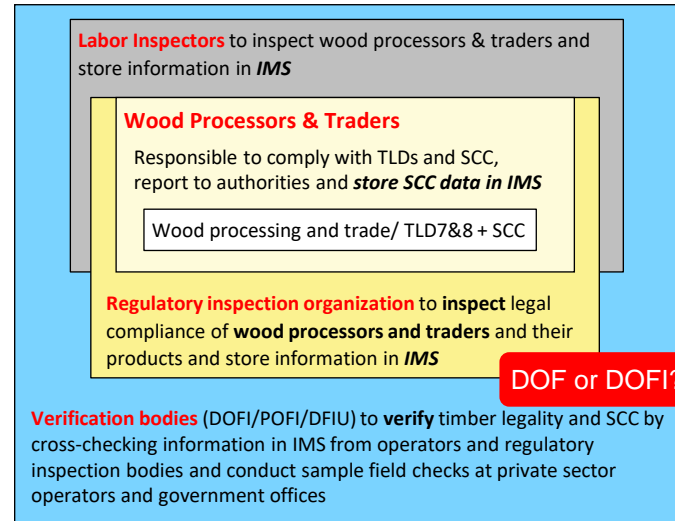 Labor Inspectors to inspect wood processors & traders and
store information in IMS
Wood Processors & Traders
Responsible to comply with TLDs and SCC,
report to authorities and store SCC data in IMS
Wood processing and trade/ TLD7&8 + SCC
Regulatory inspection organization to inspect legal
compliance of wood processors and traders and their
products and store information in IMS
DOF or DOFI?
Verification bodies (DOFI/POFI/DFIU) to verify timber legality and SCC by
cross-checking information in IMS from operators and regulatory
inspection bodies and conduct sample field checks at private sector
operators and government offices